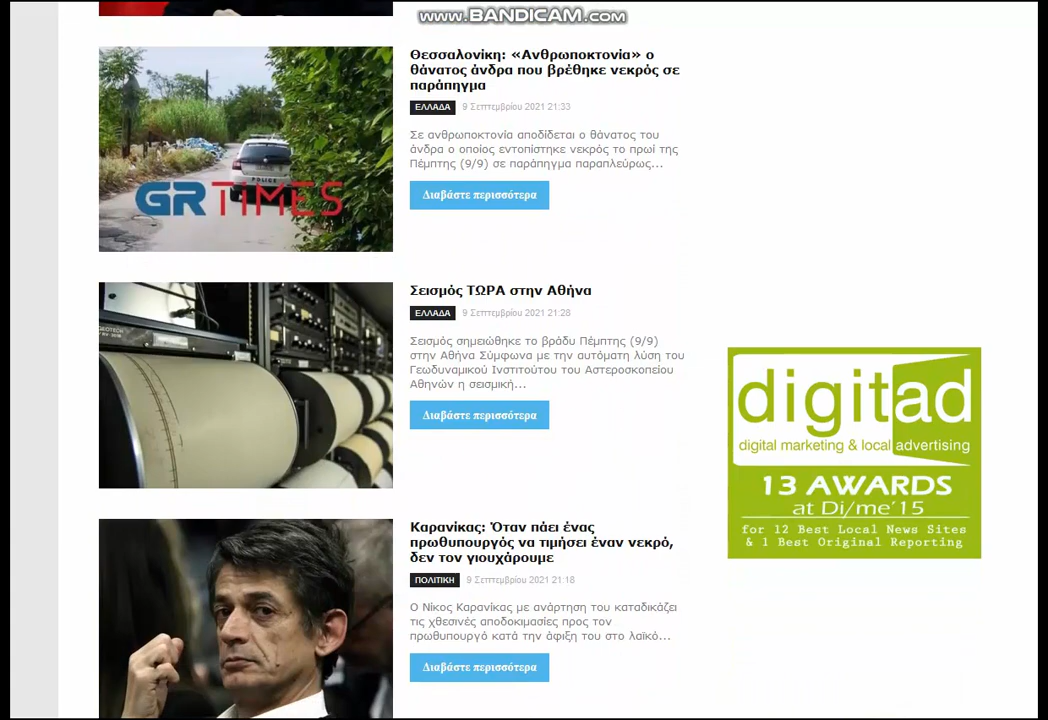 www.BANDICAM.com
Θεσσαλονίκη: «Ανθρωποκτονία» ο
θάνατος άνδρα που βρέθηκε νεκρός σε
παράπηγμα
ΕΛΛΑΔΑ 9 Σεπτεμβρίου 2021 21:33
Σε ανθρωποκτονία αποδίδεται ο θάνατος του
άνδρα ο οποίος εντοπίστηκε νεκρός το πρωί της
Πέμπτης (9/9) σε παράπηγμα παραπλεύρως...
Διαβάστε περισσότερα
POLICE
GRTIMES
Σεισμός ΤΩΡΑ στην Αθήνα
ΕΛΛΑΔΑ 9 Σεπτεμβρίου 2021 21:28
Σεισμός σημειώθηκε το βράδυ Πέμπτης (9/9)
στην Αθήνα Σύμφωνα με την αυτόματη λύση του
Γεωδυναμικού Ινστιτούτου του Αστεροσκοπείου
Αθηνών η σεισμική...
Διαβάστε περισσότερα
GEOTECH
Καρανίκας: Όταν πάει ένας
πρωθυπουργός να τιμήσει έναν νεκρό,
δεν τον γιουχάρουμε
ΠΟΛΙΤΙΚΗ 9 Σεπτεμβρίου 2021 21:18
Ο Νίκος Καρανίκας με ανάρτηση του καταδικάζει
τις χθεσινές αποδοκιμασίες προς τον
πρωθυπουργό κατά την άφιξη του στο λαϊκό...
Διαβάστε περισσότερα
digitad
digital marketing & local advertising
13 AWARDS
at Di/me'15
for 12 Best Local News Sites
& 1 Best Original Reporting